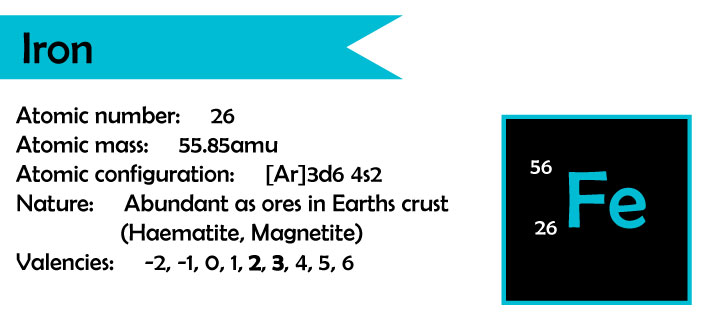 Iron
Atomic number: 26
Atomic mass: 55.85amu
Atomic configuration: [Ar]3d6 4s2
Nature: Abundant as ores in Earths crust
(Haematite, Magnetite)
Valencies: -2, -1, 0, 1, 2, 3, 4, 5, 6
56
Fe
26